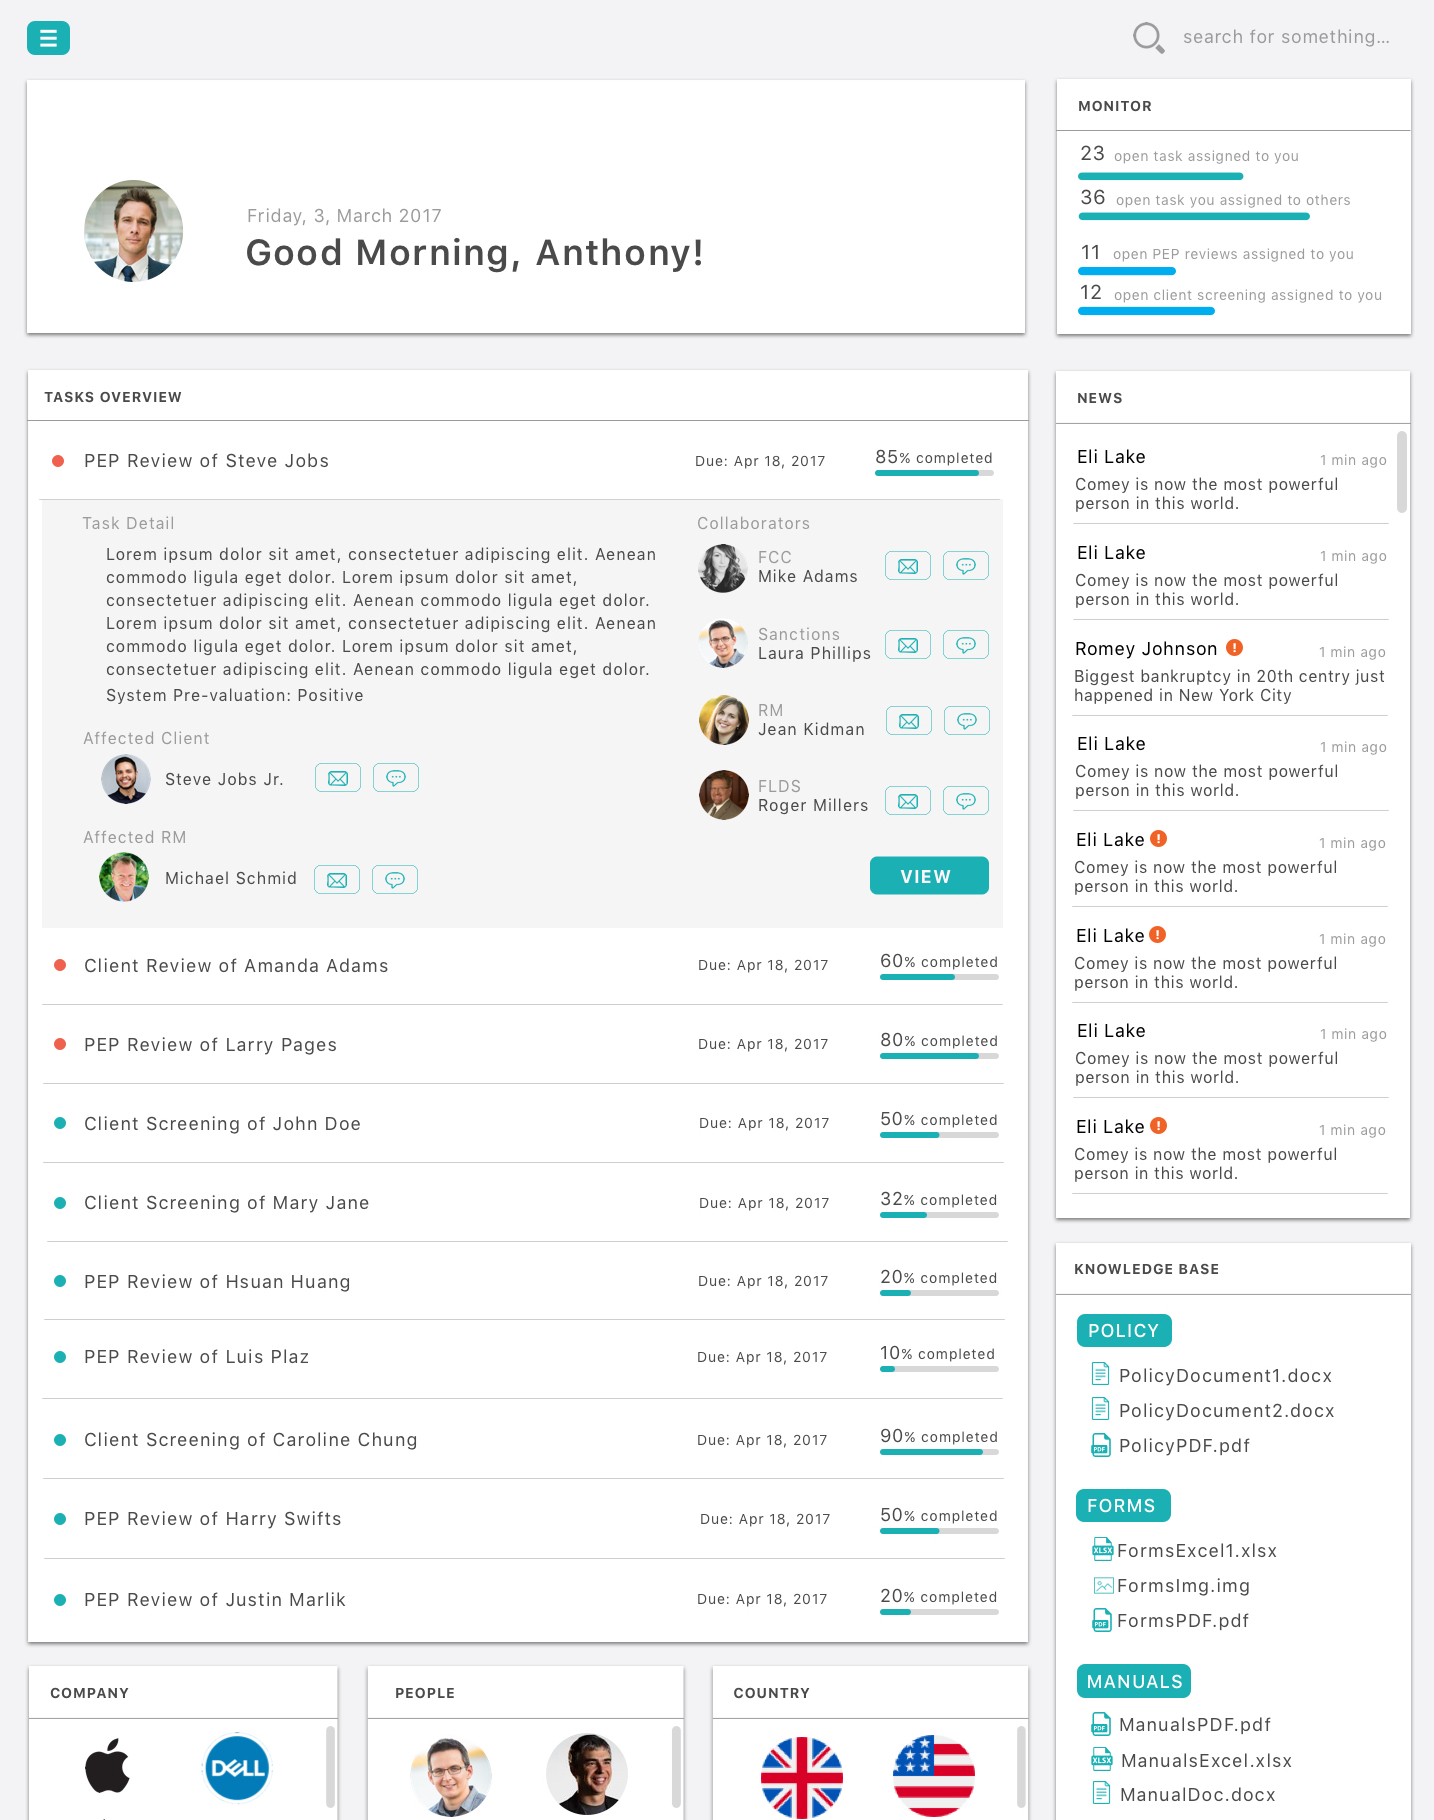 search for something...
Friday, 3, March 2017
Good Morning, Anthony!
MONITOR
23 open task assigned to you
36 open task you assigned to others
11 open PEP reviews assigned to you
12 open client screening assigned to you
TASKS OVERVIEW
PEP Review of Steve Jobs Due: Apr 18, 2017 85% completed
Task Detail
Lorem ipsum dolor sit amet, consectetuer adipiscing elit. Aenean
commodo ligula eget dolor. Lorem ipsum dolor sit amet,
consectetuer adipiscing elit. Aenean commodo ligula eget dolor.
Lorem ipsum dolor sit amet, consectetuer adipiscing elit. Aenean
commodo ligula eget dolor. Lorem ipsum dolor sit amet,
consectetuer adipiscing elit. Aenean commodo ligula eget dolor.
System Pre-valuation: Positive
Affected Client
Steve Jobs Jr.
Affected RM
Michael Schmid
Collaborators
FCC
Mike Adams
Sanctions
Laura Phillips
RM
Jean Kidman
FLDS
Roger Millers
VIEW
Client Review of Amanda Adams Due: Apr 18, 2017 60% completed
PEP Review of Larry Pages Due: Apr 18, 2017 80% completed
Client Screening of John Doe Due: Apr 18, 2017 50% completed
Client Screening of Mary Jane Due: Apr 18, 2017 32% completed
PEP Review of Hsuan Huang Due: Apr 18, 2017 20% completed
PEP Review of Luis Plaz Due: Apr 18, 2017 10% completed
Client Screening of Caroline Chung Due: Apr 18, 2017 90% completed
PEP Review of Harry Swifts Due: Apr 18, 2017 50% completed
PEP Review of Justin Marlik Due: Apr 18, 2017 20% completed
NEWS
Eli Lake 1 min ago
Comey is now the most powerful
person in this world.
Eli Lake 1 min ago
Comey is now the most powerful
person in this world.
Romey Johnson ! 1 min ago
Biggest bankruptcy in 20th centry just
happened in New York City
Eli Lake 1 min ago
Comey is now the most powerful
person in this world.
Eli Lake ! 1 min ago
Comey is now the most powerful
person in this world.
Eli Lake ! 1 min ago
Comey is now the most powerful
person in this world.
Eli Lake 1 min ago
Comey is now the most powerful
person in this world.
Eli Lake ! 1 min ago
Comey is now the most powerful
person in this world.
KNOWLEDGE BASE
POLICY
PolicyDocument1.docx
PolicyDocument2.docx
PDF PolicyPDF.pdf
FORMS
XLSX FormsExcel1.xlsx
FormsImg.img
PDF FormsPDF.pdf
MANUALS
PDF ManualsPDF.pdf
XLSX ManualsExcel.xlsx
ManualDoc.docx
COMPANY
DELL
PEOPLE
COUNTRY